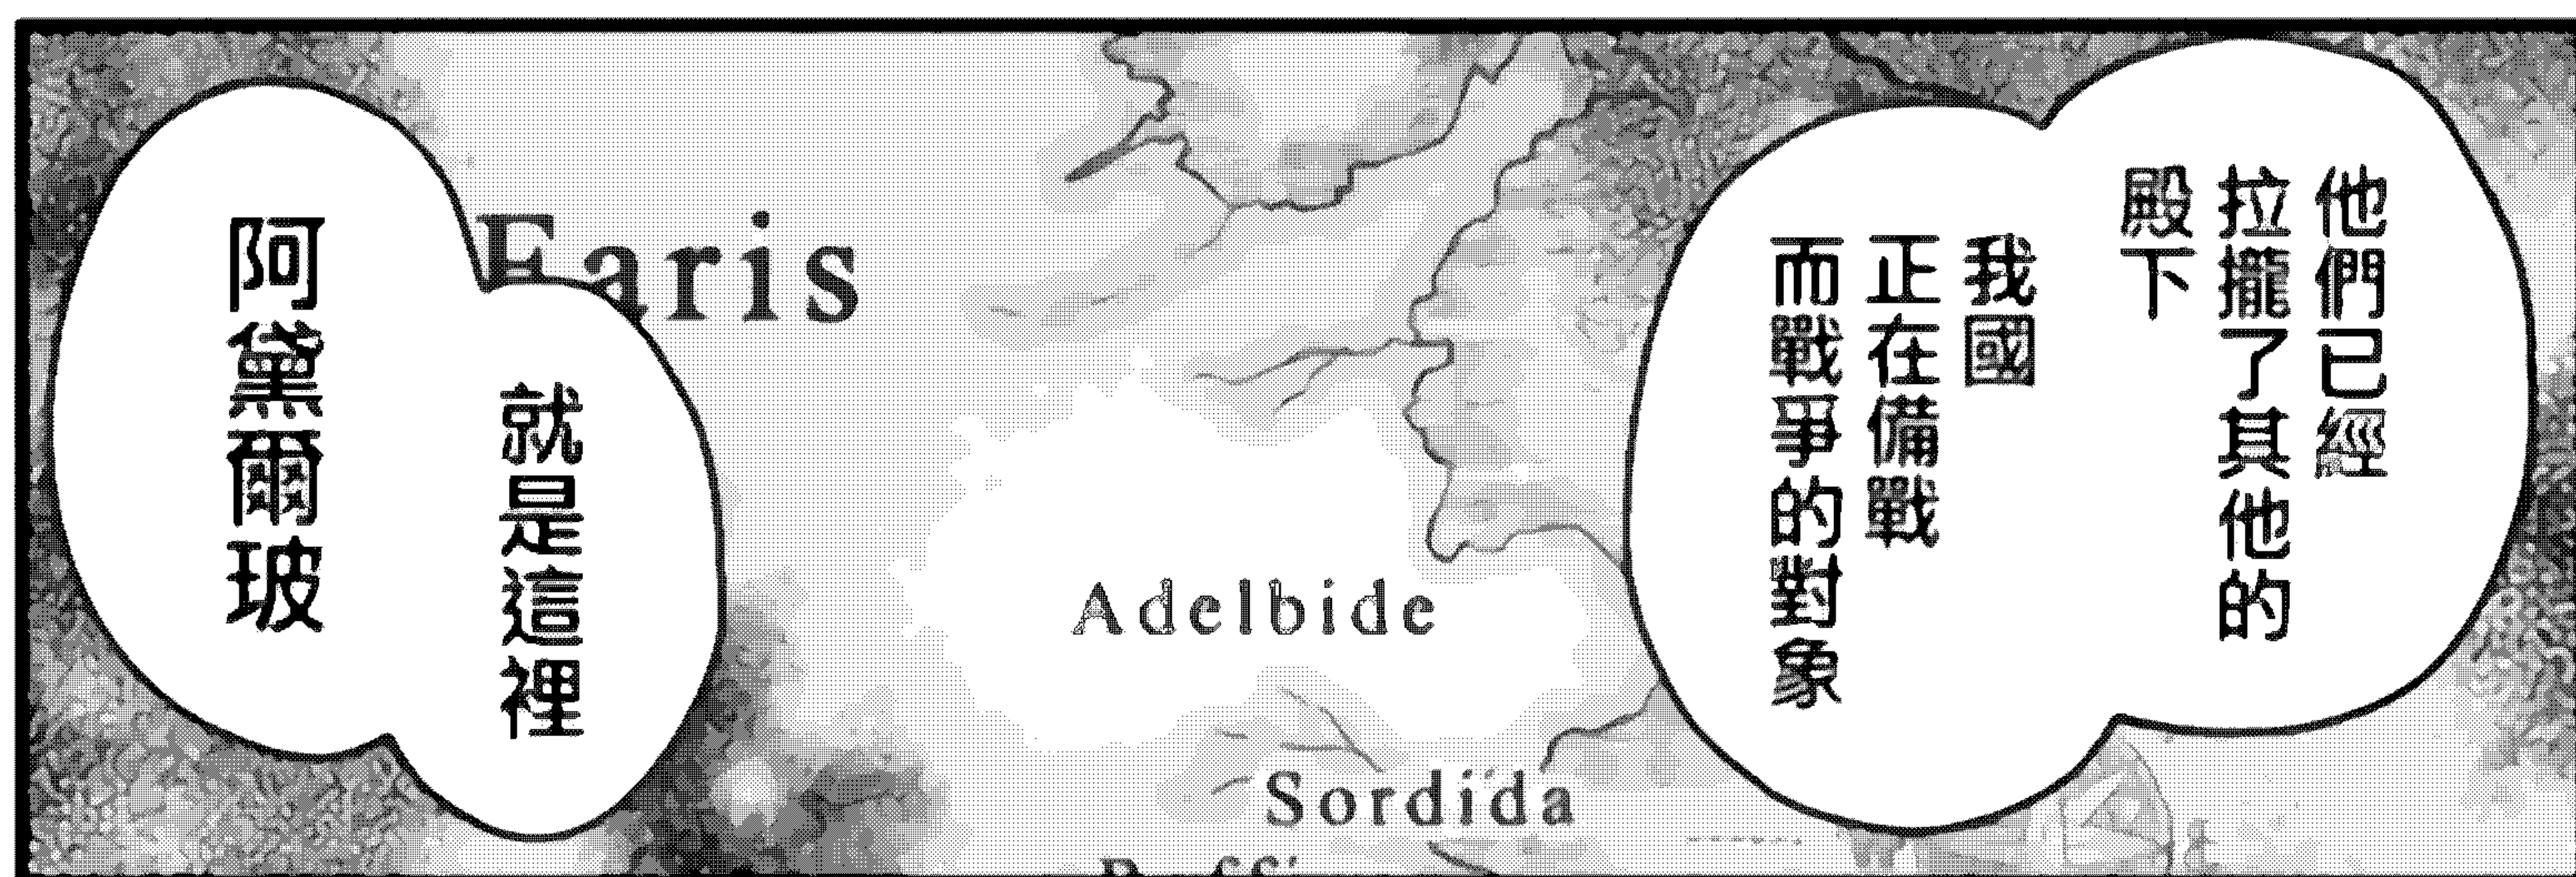 他們已經
拉攏了其他的
殿下
我國
正在備戰
而戰爭的對象
就是這裡
阿黛爾玻
Faris
Adelbide
Sordida